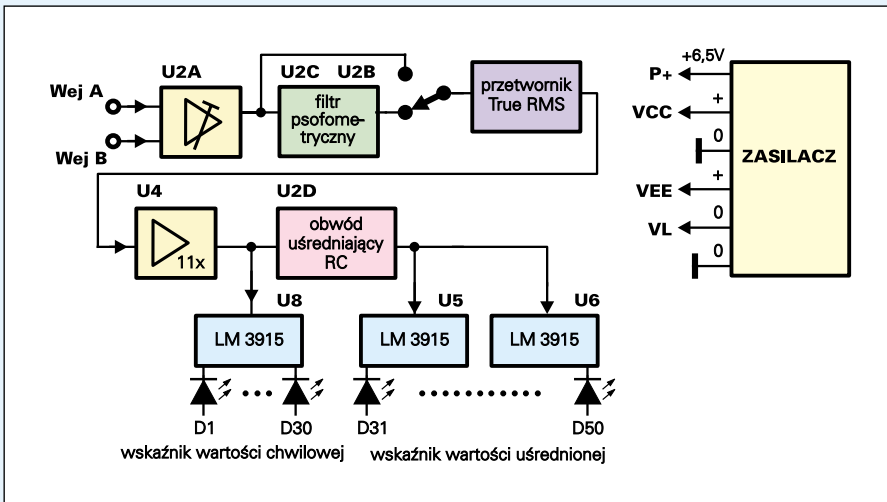 Wej A
Wej B
U2A
U2C U2B
filtr
psofome-
tryczny
przetwornik
True RMS
U4
11x
U2D
obwód
uśredniający
RC
U8
LM 3915
U5
LM 3915
U6
LM 3915
D1
D30
D31
D50
wskaźnik wartości chwilowej
wskaźnik wartości uśrednionej
+6,5V
P+
+
VCC
0
+
VEE
0
VL
0
ZASILACZ